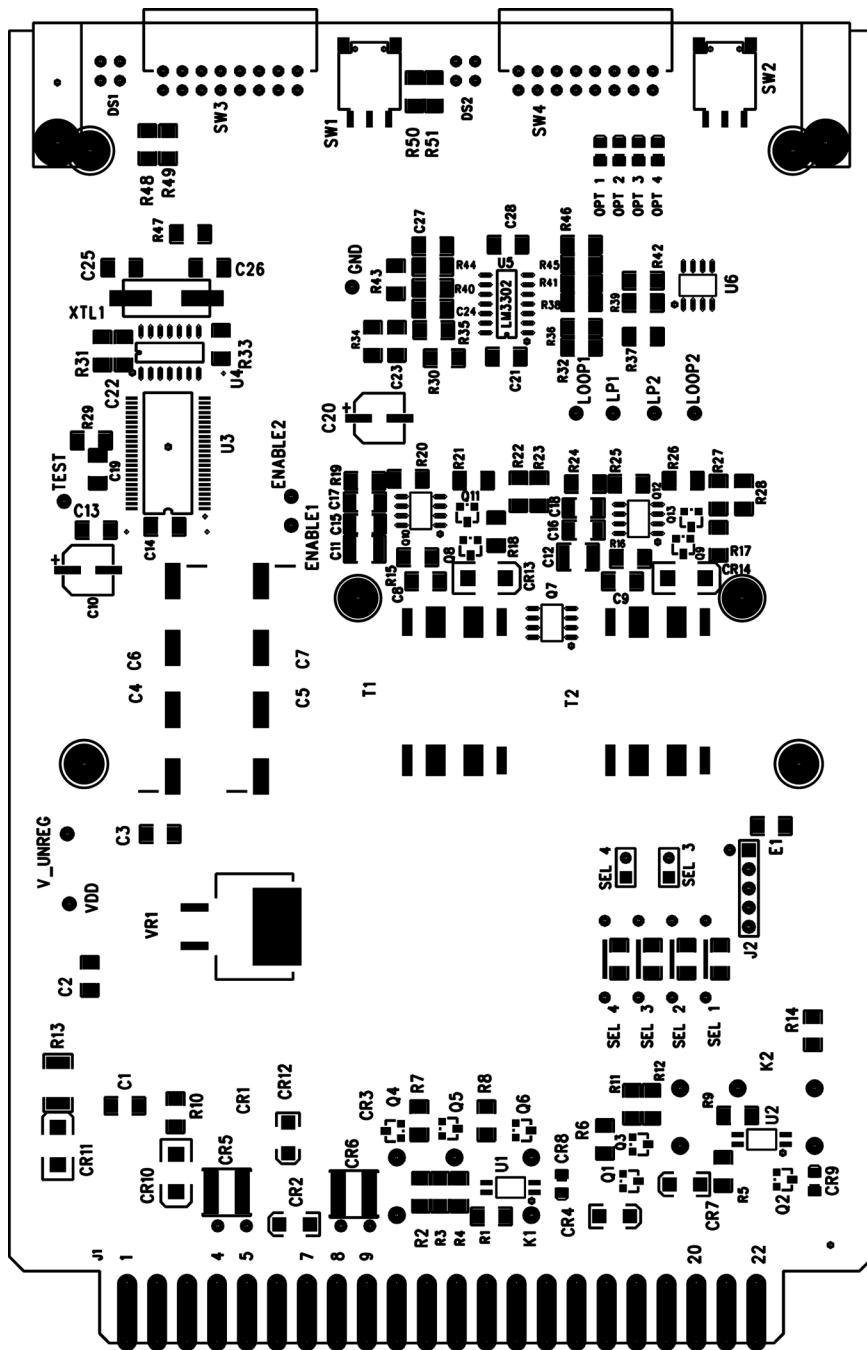 DS1
SW3
SW1
R50
R51
DS2
SW4
SW2
R48
R49
OPT 1
OPT 2
OPT 3
OPT 4
R47
C25
C26
XTL1
GND
R43
C27
R44
R40
C24
R35
C28
U5
LM3302
R46
R45
R41
R38
R36
R32
R42
R39
R37
U6
R31
C22
R33
U4
R34
C23
R30
C21
LOOP1
LP1
LP2
LOOP2
C20
R29
C19
U3
TEST
ENABLE2
ENABLE1
C13
C14
C10
R19
C17
C15
C11
R20
Q10
R21
Q11
R22
R23
R24
C18
C16
C12
R25
R26
Q12
Q13
R27
R28
R15
C8
Q8
R18
CR13
R16
C9
Q9
R17
CR14
Q7
C6
C7
C4
C5
T1
T2
V_UNREG
C3
VDD
VR1
C2
SEL 4
SEL 3
E1
J2
SEL 4
SEL 3
SEL 2
SEL 1
R13
C1
R10
CR1
CR12
CR3
Q4
R7
Q5
R8
Q6
R14
K2
R11
R12
R9
U2
CR11
CR10
CR5
CR2
CR6
R2
R3
R4
U1
R1
K1
CR8
CR4
R6
Q3
Q1
CR7
R5
Q2
CR9
J1
1
4
5
7
8
9
20
22